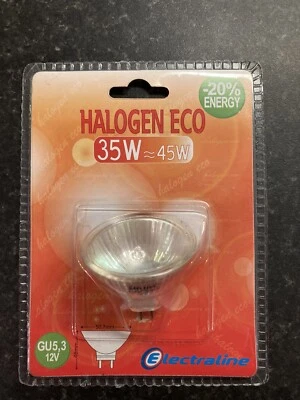 -20%
ENERGY
HALOGEN ECO
35W ≈ 45W
GU5,3
12V
Electraline